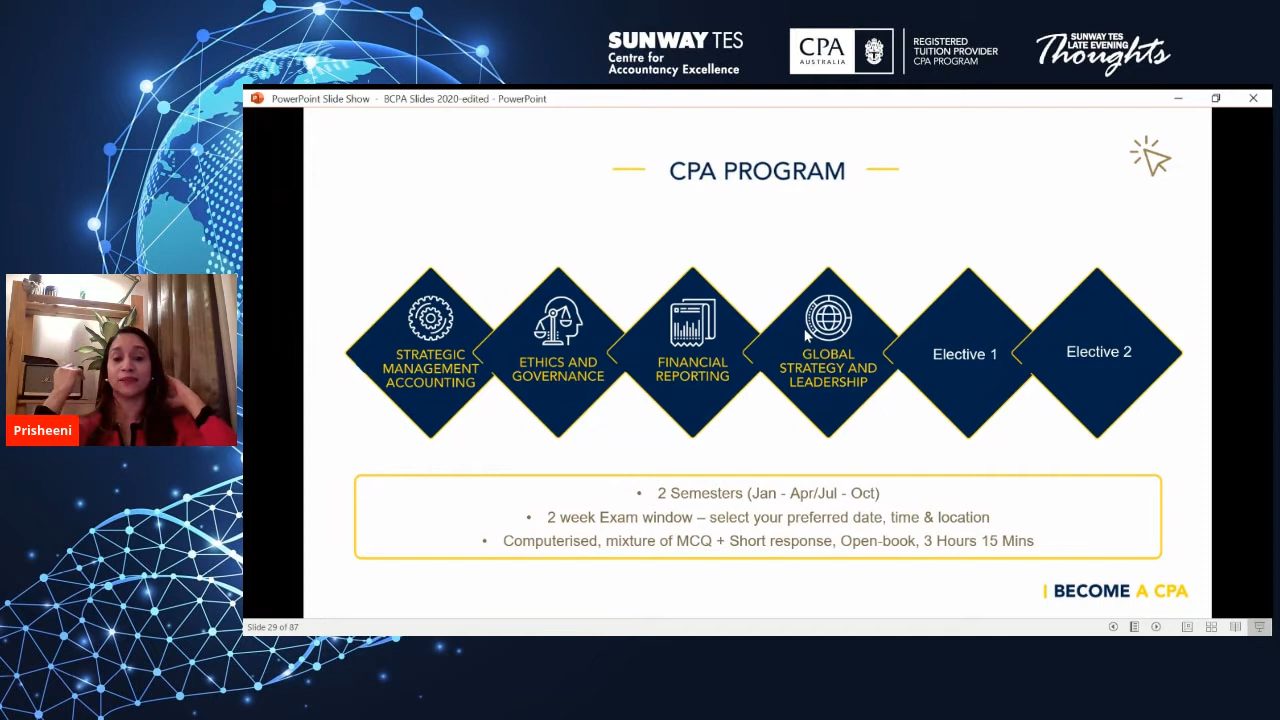 SUNWAY TES
Centre for
Accountancy Excellence
CPA
AUSTRALIA
REGISTERED
TUITION PROVIDER
CPA PROGRAM
SUNWAY TES
LATE EVENING
Thoughts
PowerPoint Slide Show - BCPA Slides 2020-edited - PowerPoint
CPA PROGRAM
STRATEGIC
MANAGEMENT
ACCOUNTING
ETHICS AND
GOVERNANCE
FINANCIAL
REPORTING
GLOBAL
STRATEGY AND
LEADERSHIP
Elective 1
Elective 2
Prisheeni
• 2 Semesters (Jan - Apr/Jul - Oct)
• 2 week Exam window – select your preferred date, time & location
• Computerised, mixture of MCQ + Short response, Open-book, 3 Hours 15 Mins
BECOME A CPA
Slide 29 of 87